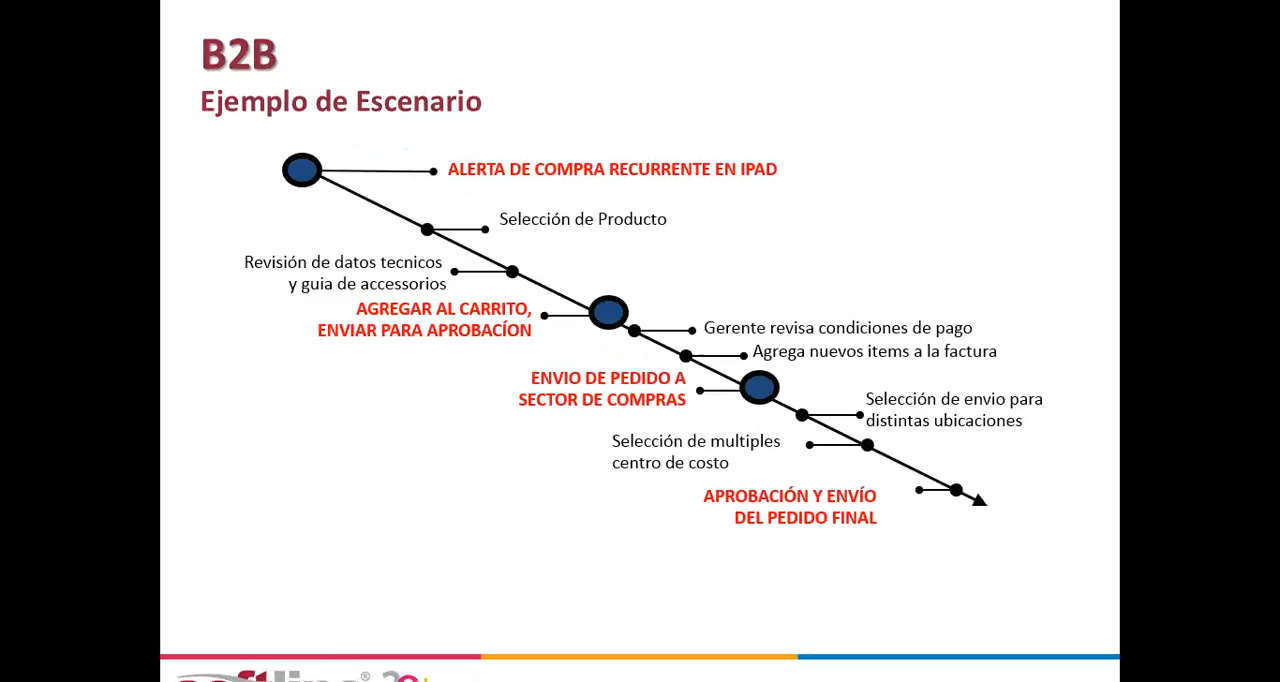 B2B
Ejemplo de Escenario
ALERTA DE COMPRA RECURRENTE EN IPAD
Selección de Producto
Revisión de datos tecnicos
y guia de accessorios
AGREGAR AL CARRITO,
ENVIAR PARA APROBACÍON
Gerente revisa condiciones de pago
Agrega nuevos items a la factura
ENVIO DE PEDIDO A
SECTOR DE COMPRAS
Selección de envio para
distintas ubicaciones
Selección de multiples
centro de costo
APROBACIÓN Y ENVÍO
DEL PEDIDO FINAL